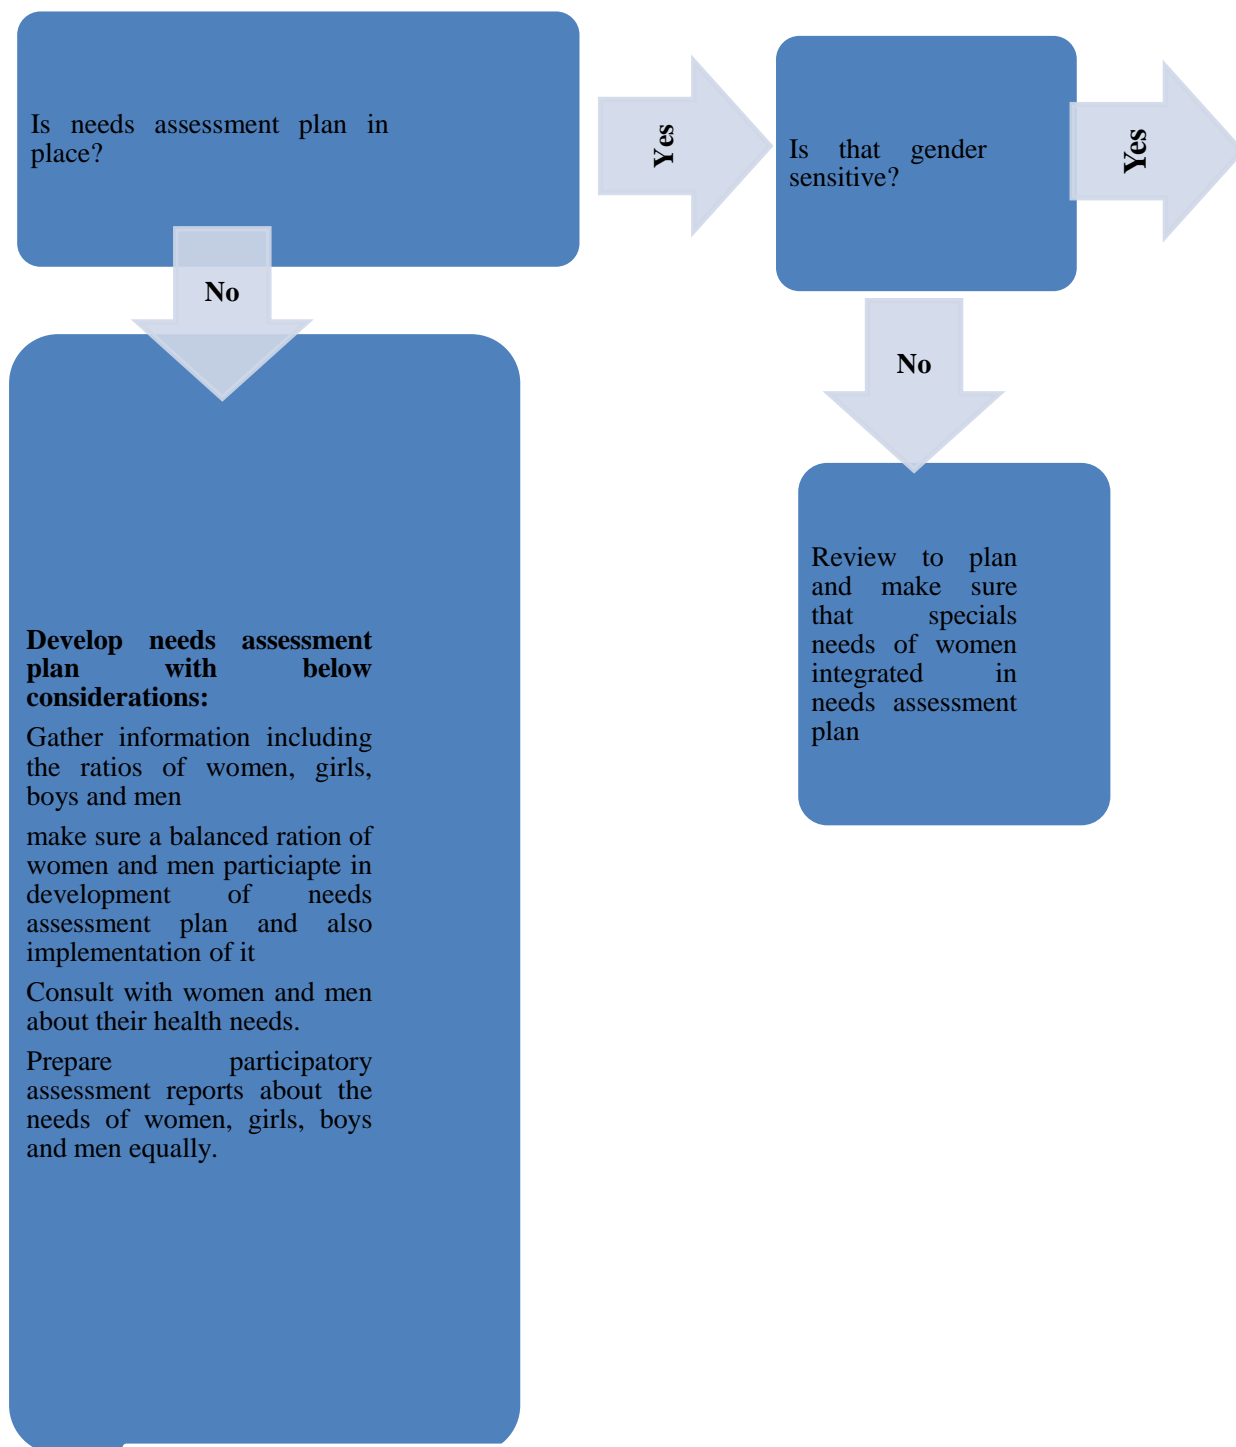 Is needs assessment plan in
place?
Yes
Is that gender
sensitive?
Yes
No
No
Develop needs assessment
plan with below
considerations:
Gather information including
the ratios of women, girls,
boys and men
make sure a balanced ration of
women and men particiapte in
development of needs
assessment plan and also
implementation of it
Consult with women and men
about their health needs.
Prepare participatory
assessment reports about the
needs of women, girls, boys
and men equally.
Review to plan
and make sure
that specials
needs of women
integrated in
needs assessment
plan